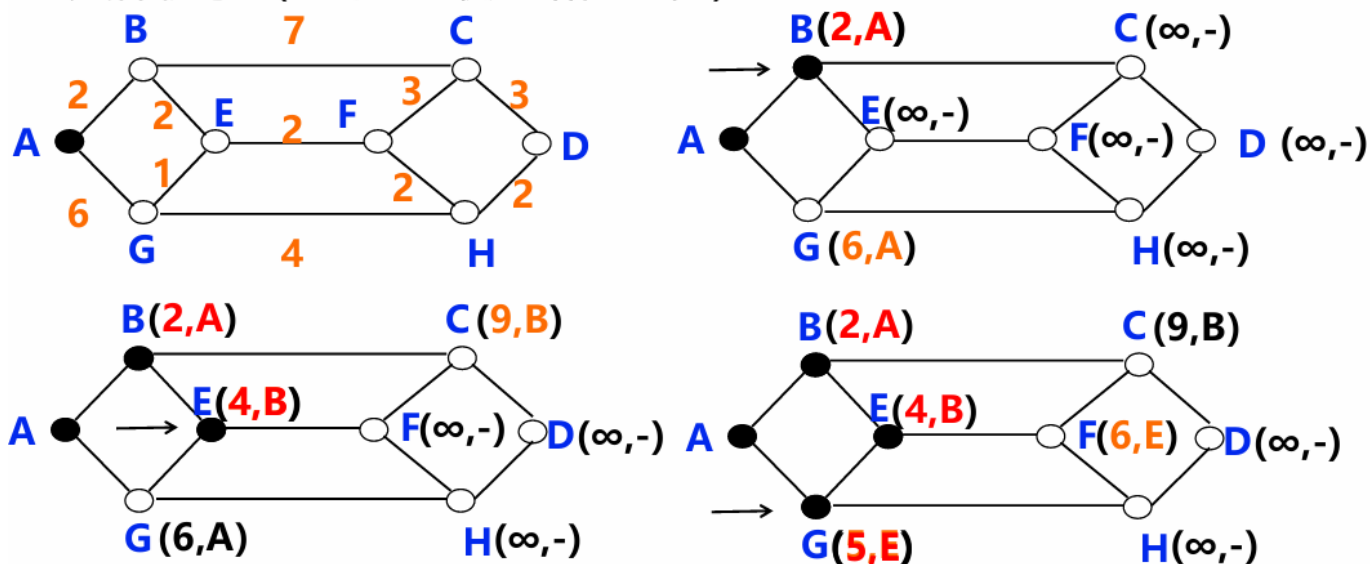 B 7 C
2 2 E F 3 3
A 2 D
1 2 2
6 G H
4
B(2,A) C(∞,-)
E(∞,-)
A F(∞,-) D (∞,-)
G(6,A) H(∞,-)
B(2,A) C(9,B)
E(4,B)
A F(∞,-) D(∞,-)
G(6,A) H(∞,-)
B(2,A) C(9,B)
E(4,B)
A F(6,E) D(∞,-)
G(5,E) H(∞,-)